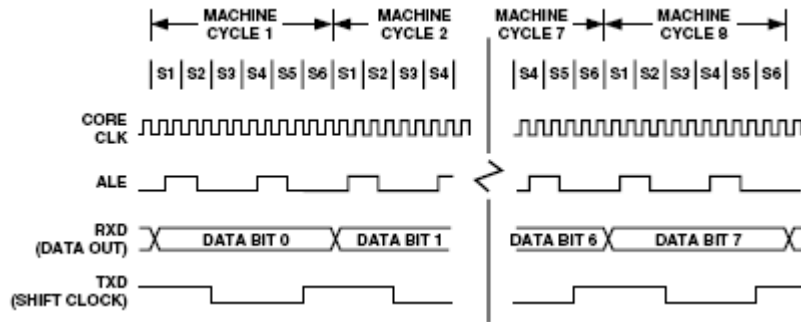 MACHINE CYCLE 1
MACHINE CYCLE 2
MACHINE CYCLE 7
MACHINE CYCLE 8
S1 S2 S3 S4 S5 S6 S1 S2 S3 S4 S4 S5 S6 S1 S2 S3 S4 S5 S6
CORE CLK
ALE
RXD (DATA OUT)
DATA BIT 0
DATA BIT 1
DATA BIT 6
DATA BIT 7
TXD (SHIFT CLOCK)